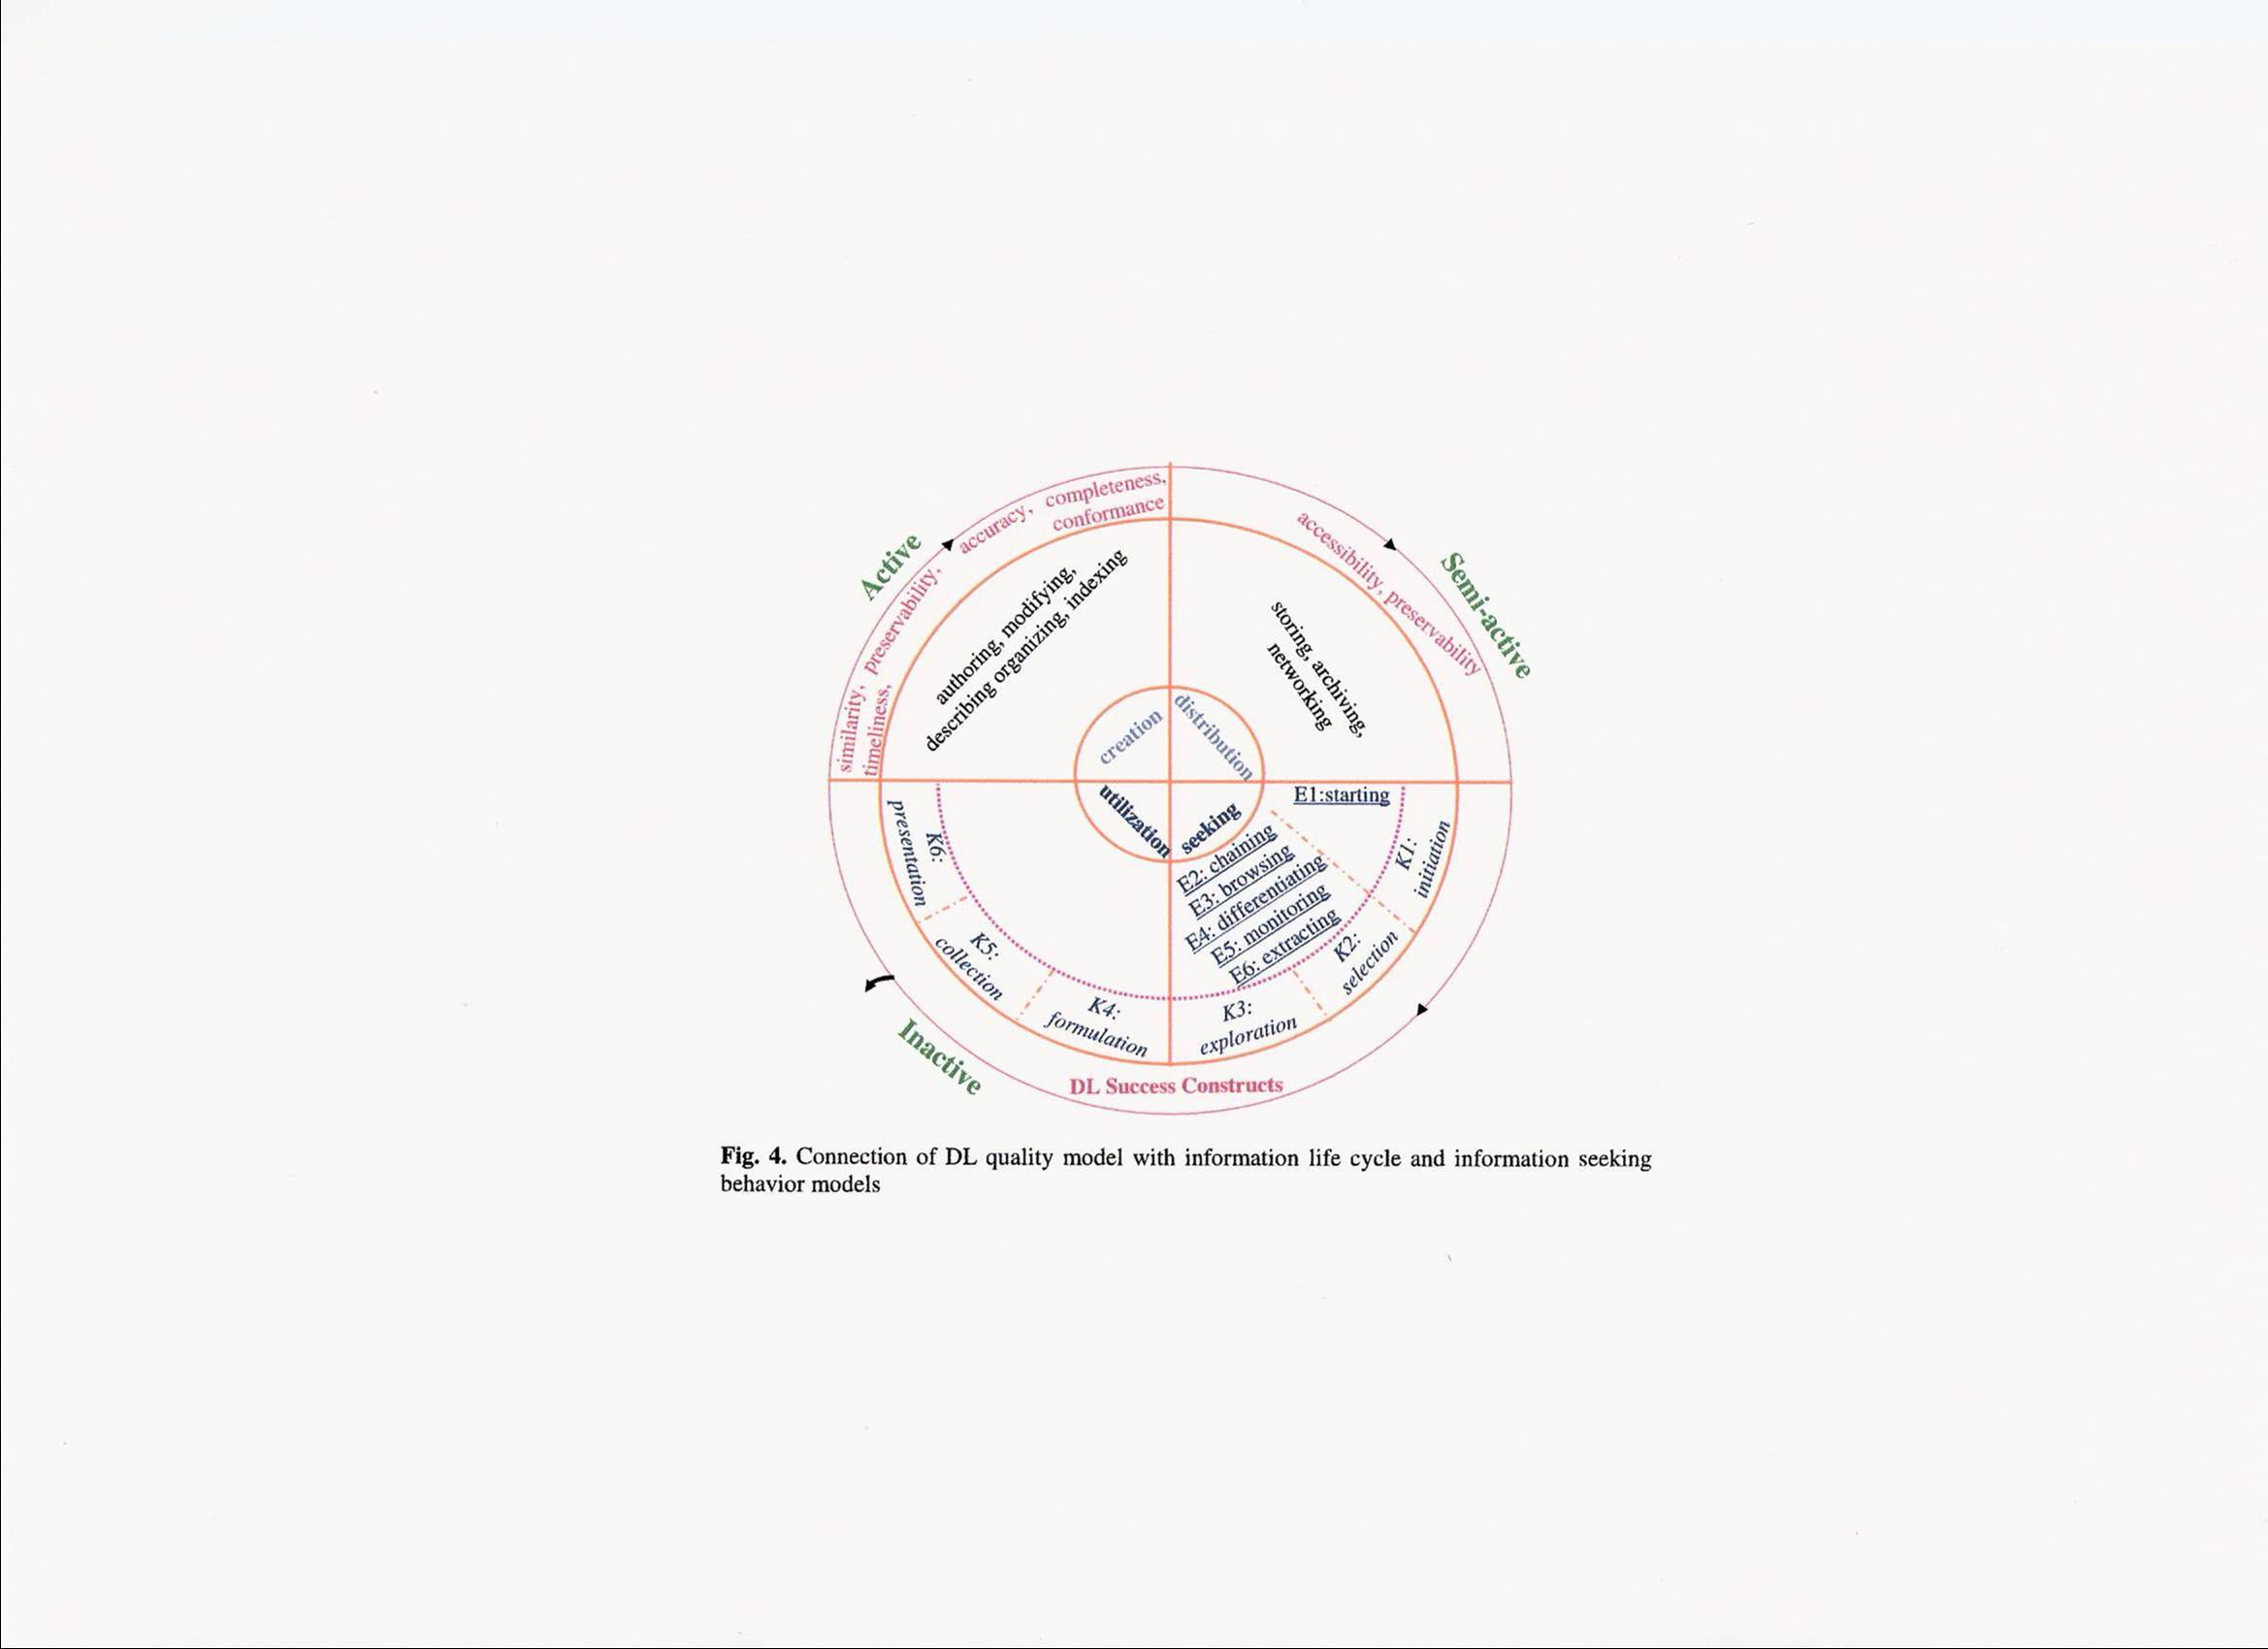 Active
Semi-active
Inactive
similarity, preservability, accuracy, completeness,
timeliness,
conformance
accessibility, preservability
authoring, modifying,
describing organizing, indexing
storing, archiving,
networking
creation
distribution
utilization
seeking
E1:starting
E2: chaining
E3: browsing
E4: differentiating
E5: monitoring
E6: extracting
K1:
initiation
K2:
selection
K3:
exploration
K4:
formulation
K5:
collection
K6:
presentation
DL Success Constructs
Fig. 4. Connection of DL quality model with information life cycle and information seeking
behavior models